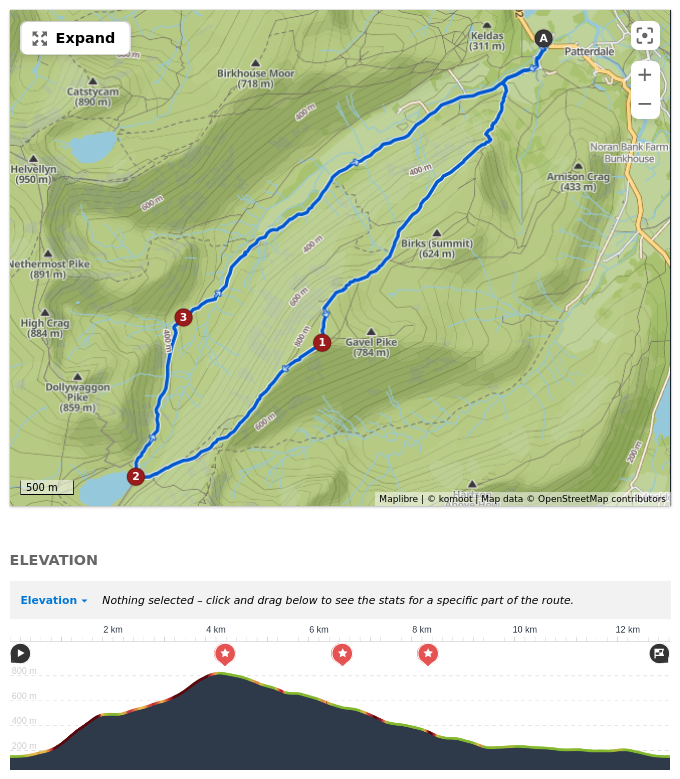 Expand
Keldas
(311 m)
A
Patterdale
Birkhouse Moor
(718 m)
Catstycam
(890 m)
400 m
Noran Bank Farm
Bunkhouse
Helvellyn
(950 m)
400 m
Arnison Crag
(433 m)
600 m
Birks (summit)
(624 m)
400 m
Nethermost Pike
(891 m)
600 m
3
High Crag
(884 m)
400 m
800 m
1
Gavel Pike
(784 m)
Dollywaggon
Pike
(859 m)
600 m
200 m
2
500 m
Maplibre | © komoot | Map data © OpenStreetMap contributors
ELEVATION
Elevation
Nothing selected – click and drag below to see the stats for a specific part of the route.
2 km
4 km
6 km
8 km
10 km
12 km
800 m
600 m
400 m
200 m